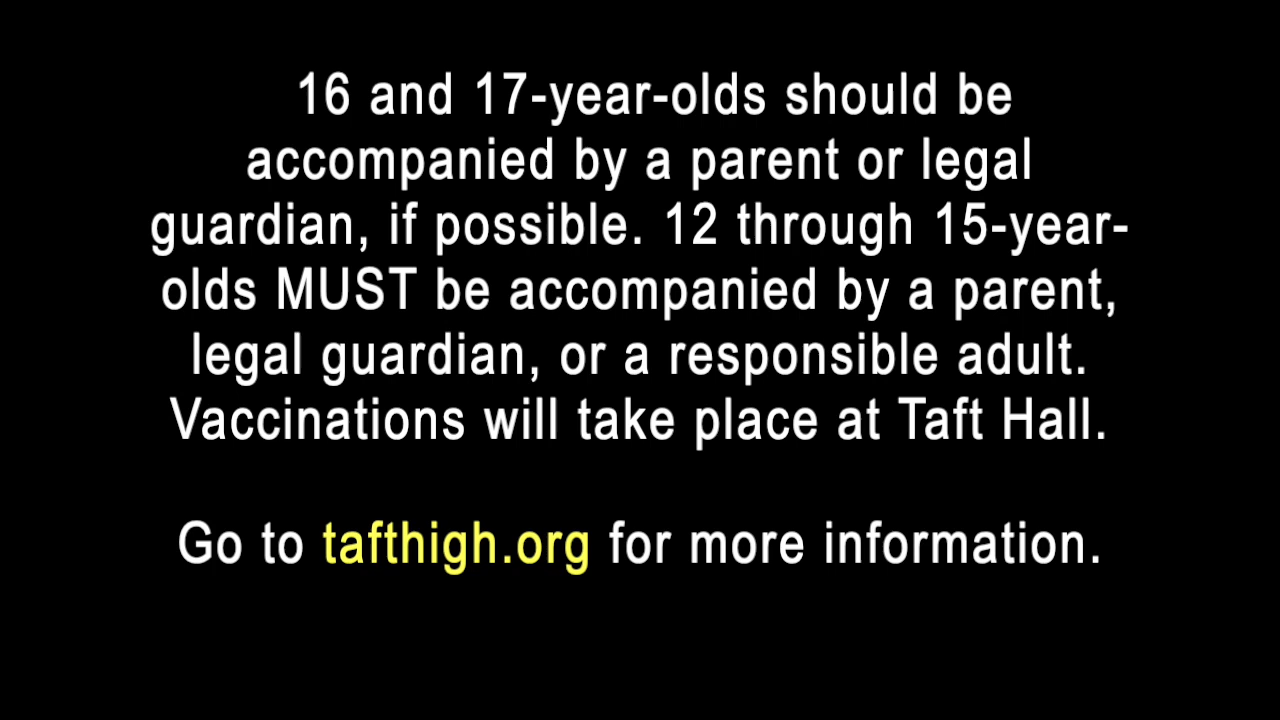 16 and 17-year-olds should be
accompanied by a parent or legal
guardian, if possible. 12 through 15-year-
olds MUST be accompanied by a parent,
legal guardian, or a responsible adult.
Vaccinations will take place at Taft Hall.
Go to tafthigh.org for more information.